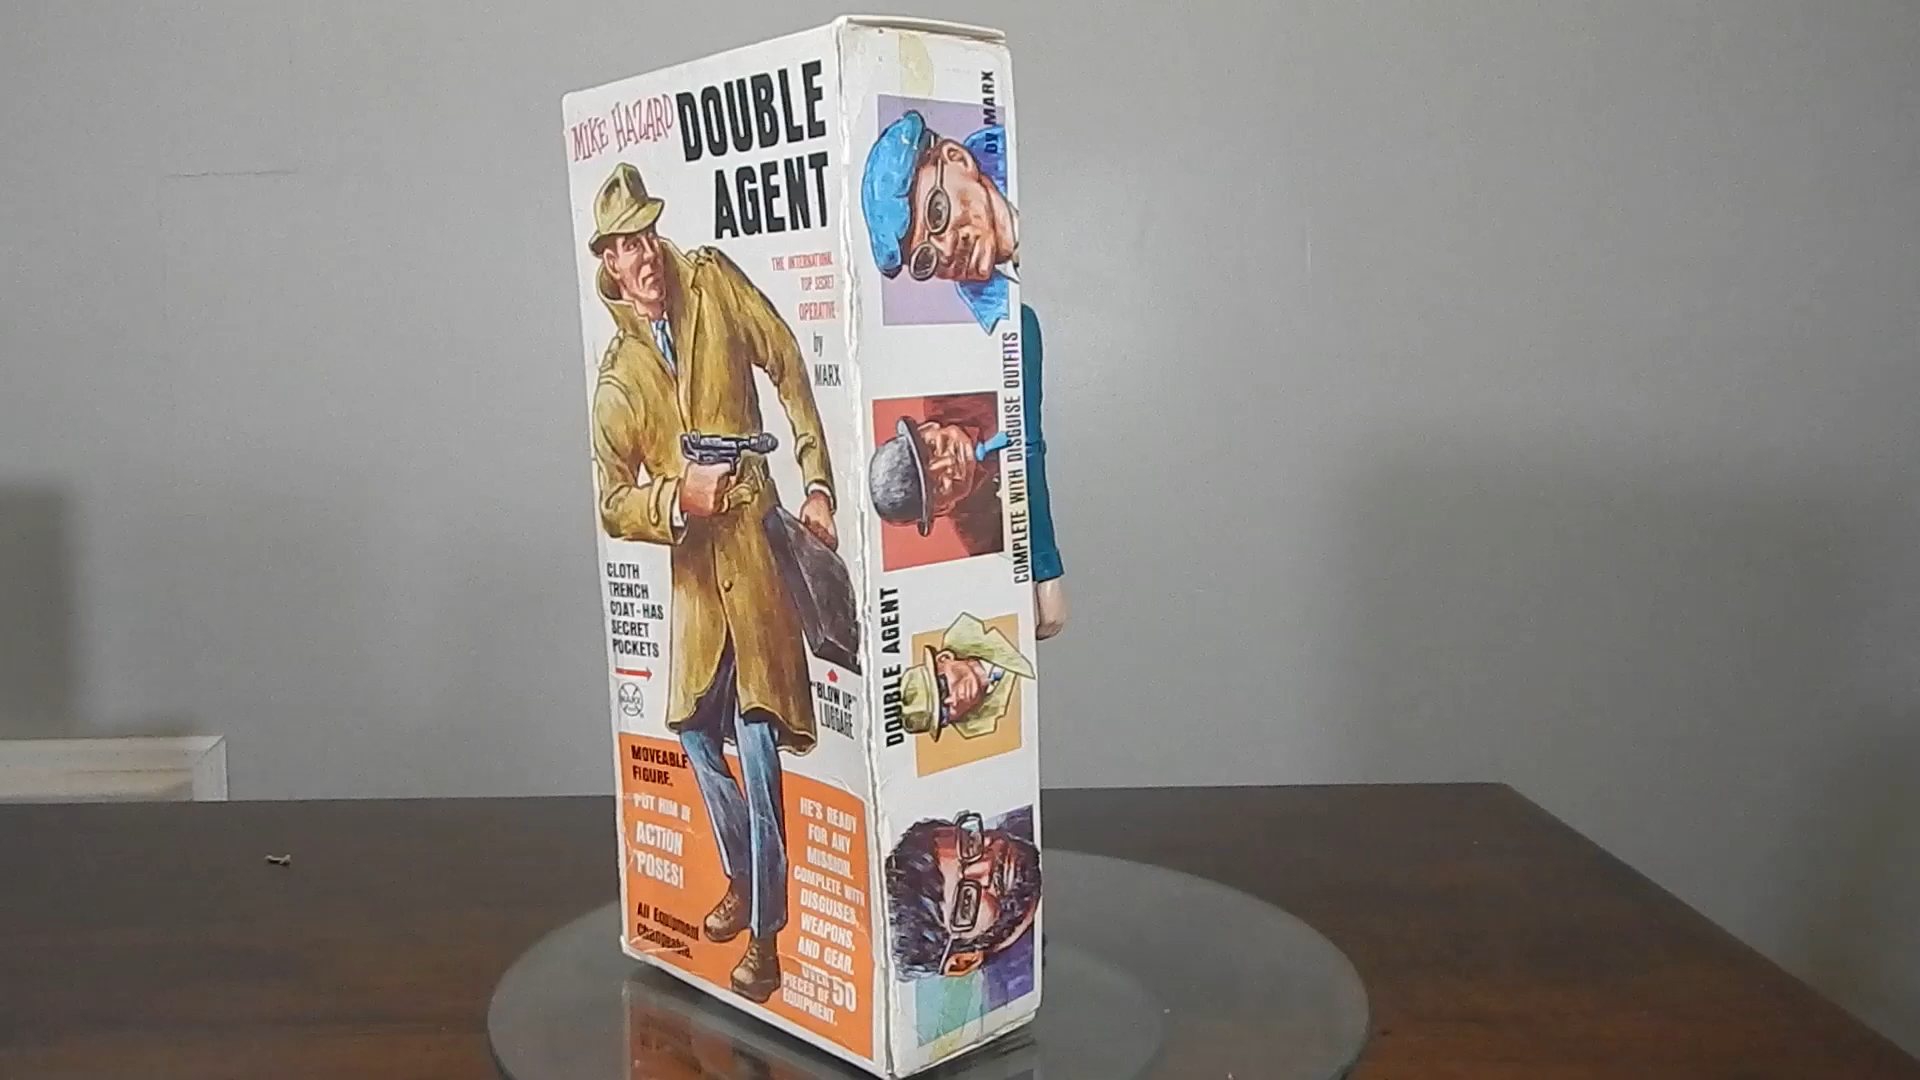 MIKE HAZARD
DOUBLE
AGENT
THE INTERNATIONAL
TOP SECRET
OPERATIVE
by
MARX
CLOTH
TRENCH
COAT-HAS
SECRET
POCKETS
MARX
"BLOW UP"
LUGGAGE
MOVEABLE
FIGURE.
PUT HIM IN
ACTION
POSES!
All Equipment
Changeable.
HE'S READY
FOR ANY
MISSION.
COMPLETE WITH
DISGUISES,
WEAPONS,
AND GEAR.
OVER 50
PIECES OF
EQUIPMENT.
DOUBLE AGENT
COMPLETE WITH DISGUISE OUTFITS
BY MARX